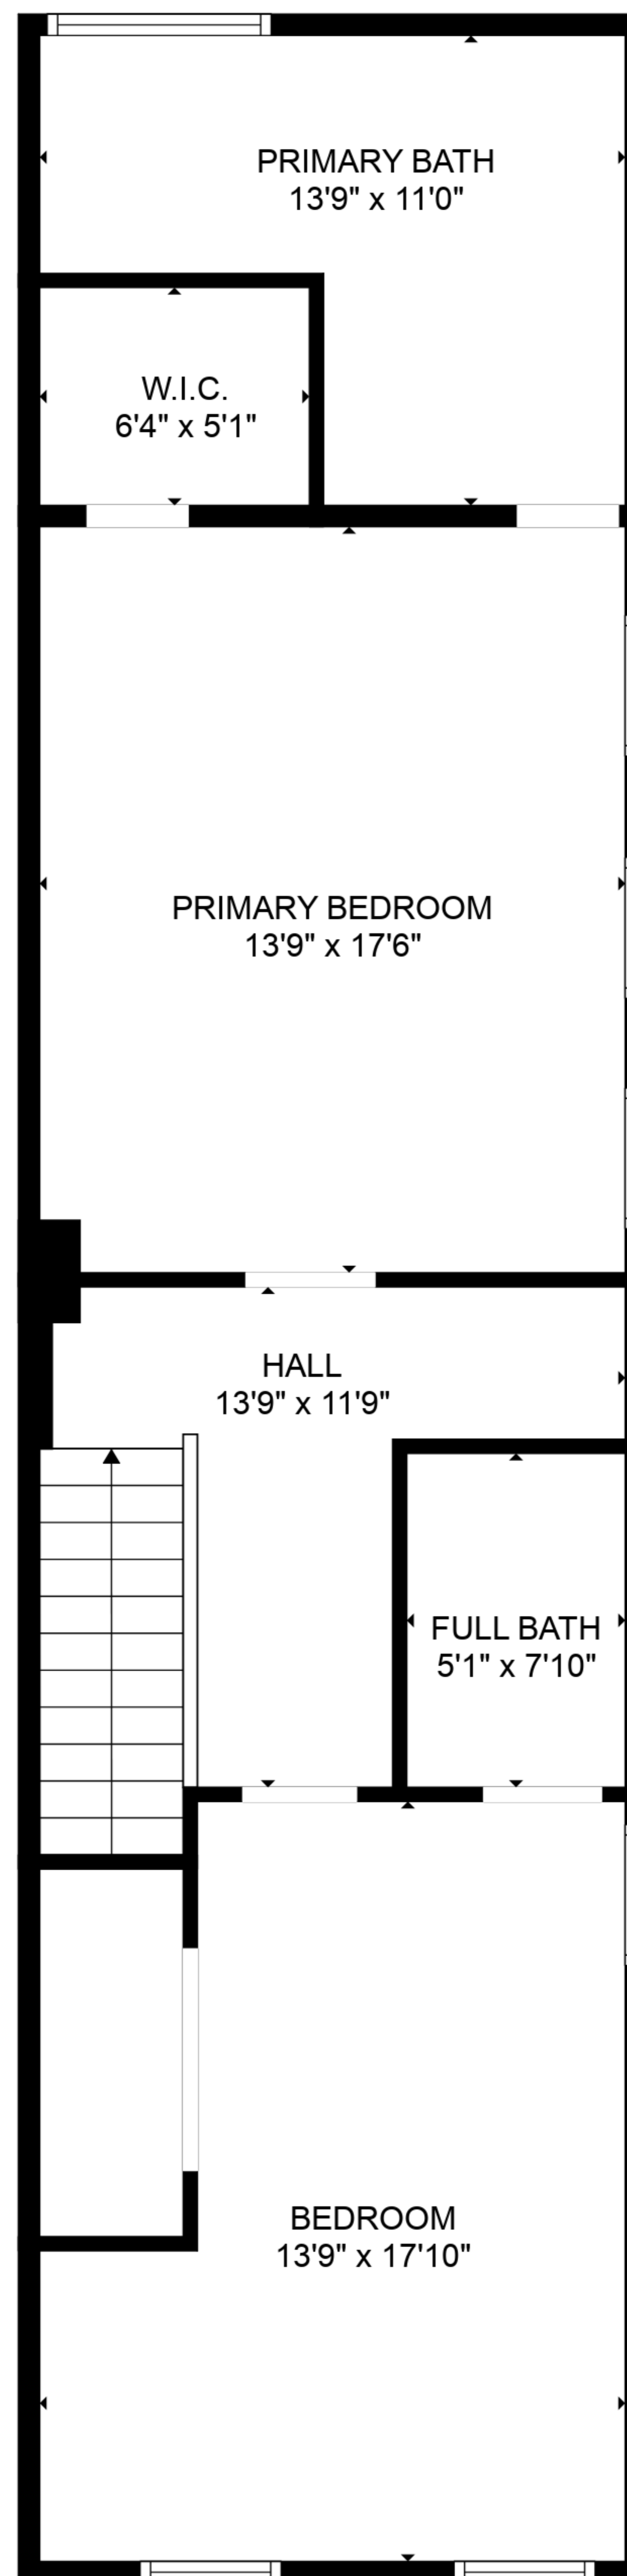 PRIMARY BATH
13'9" x 11'0"
W.I.C.
6'4" x 5'1"
PRIMARY BEDROOM
13'9" x 17'6"
HALL
13'9" x 11'9"
FULL BATH
5'1" x 7'10"
BEDROOM
13'9" x 17'10"